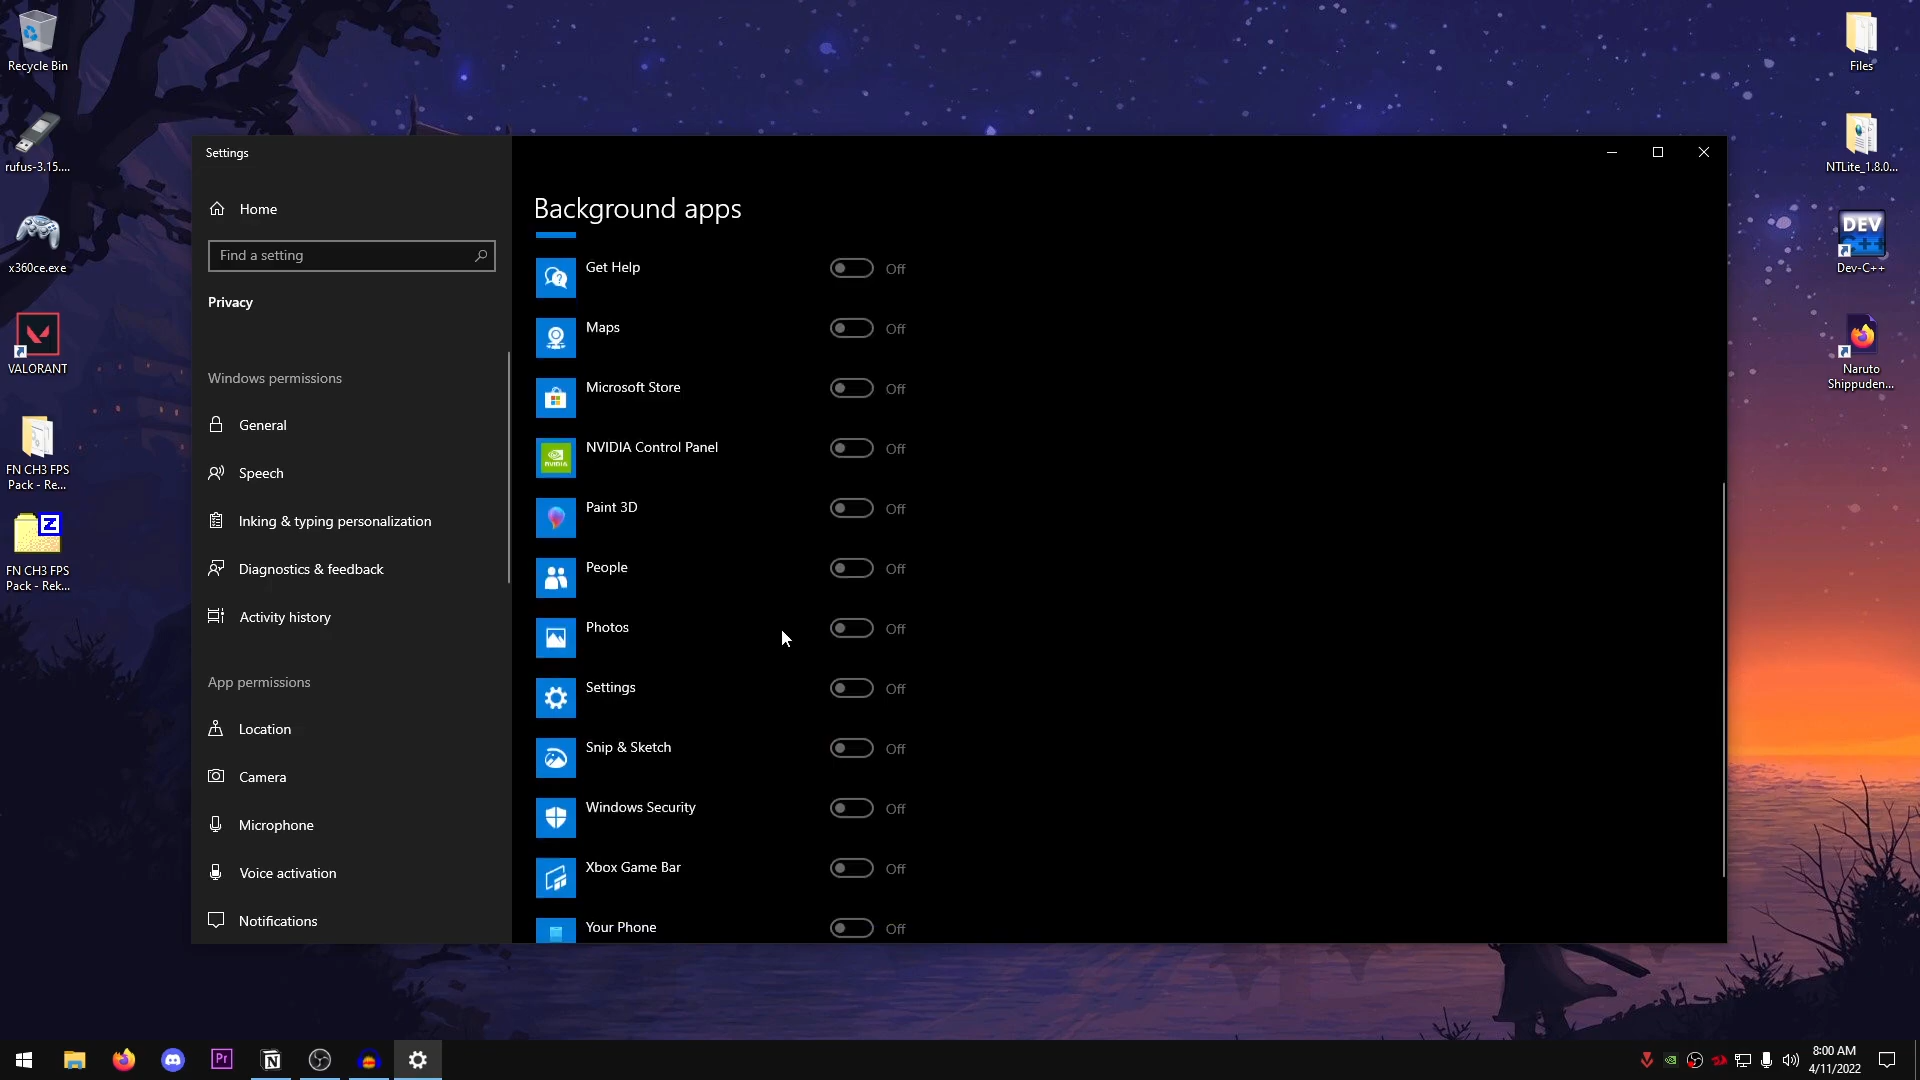 Recycle Bin
rufus-3.15....
x360ce.exe
VALORANT
FN CH3 FPS
Pack - Re...
Z
FN CH3 FPS
Pack - Rek...
Settings
Home
Find a setting
Privacy
Windows permissions
General
Speech
Inking & typing personalization
Diagnostics & feedback
Activity history
App permissions
Location
Camera
Microphone
Voice activation
Notifications
Background apps
Get Help
Off
Maps
Off
Microsoft Store
Off
NVIDIA
NVIDIA Control Panel
Off
Paint 3D
Off
People
Off
Photos
Off
Settings
Off
Snip & Sketch
Off
Windows Security
Off
Xbox Game Bar
Off
Your Phone
Off
Files
NTLite_1.8.0...
DEV
C++
Dev-C++
Naruto
Shippuden...
Pr
N
8:00 AM
4/11/2022